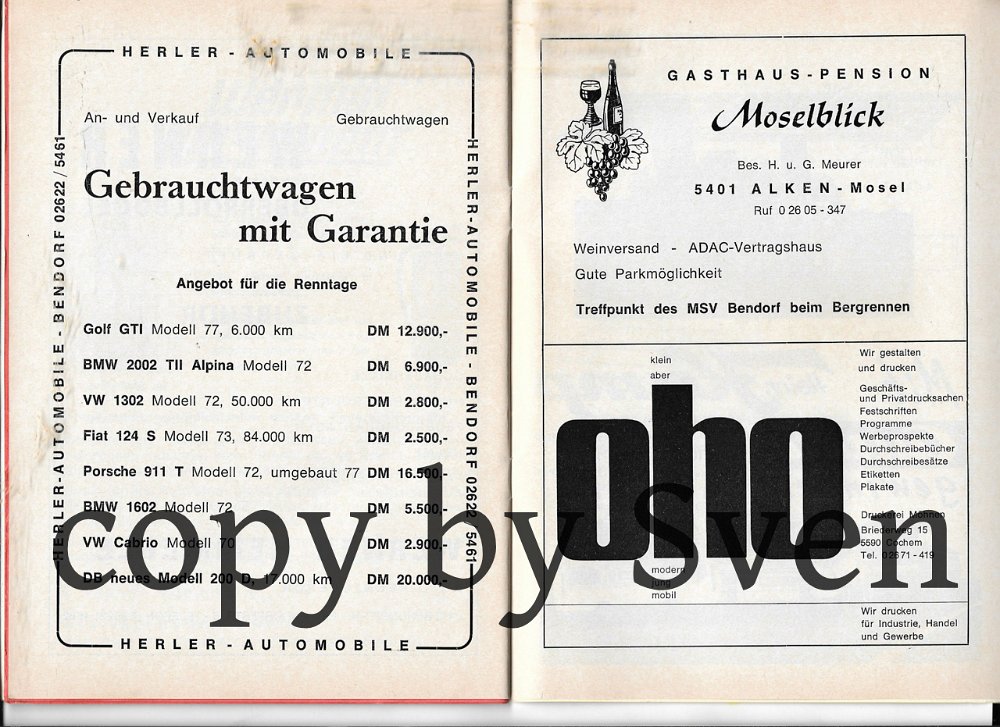 HERLER - AUTOMOBILE
HERLER-AUTOMOBILE - BENDORF 02622 / 5461
An- und Verkauf Gebrauchtwagen
Gebrauchtwagen
mit Garantie
Angebot für die Renntage
Golf GTI Modell 77, 6.000 km DM 12.900,-
BMW 2002 TII Alpina Modell 72 DM 6.900,-
VW 1302 Modell 72, 50.000 km DM 2.800,-
Fiat 124 S Modell 73, 84.000 km DM 2.500,-
Porsche 911 T Modell 72, umgebaut 77 DM 16.500,-
BMW 1602 Modell 72 DM 5.500,-
VW Cabrio Modell 70 DM 2.900,-
DB neues Modell 200 D, 17.000 km DM 20.000,-
HERLER-AUTOMOBILE - BENDORF 02622 / 5461
HERLER - AUTOMOBILE
GASTHAUS-PENSION
Moselblick
Bes. H. u. G. Meurer
5401 ALKEN-Mosel
Ruf 0 26 05 - 347
Weinversand - ADAC-Vertragshaus
Gute Parkmöglichkeit
Treffpunkt des MSV Bendorf beim Bergrennen
klein
aber
oho
modern
jung
mobil
Wir gestalten
und drucken
Geschäfts-
und Privatdrucksachen
Festschriften
Programme
Werbeprospekte
Durchschreibebücher
Durchschreibesätze
Etiketten
Plakate
Druckerei Mohnen
Briederweg 15
5590 Cochem
Tel. 0 26 71 - 419
Wir drucken
für Industrie, Handel
und Gewerbe
copy by Sven